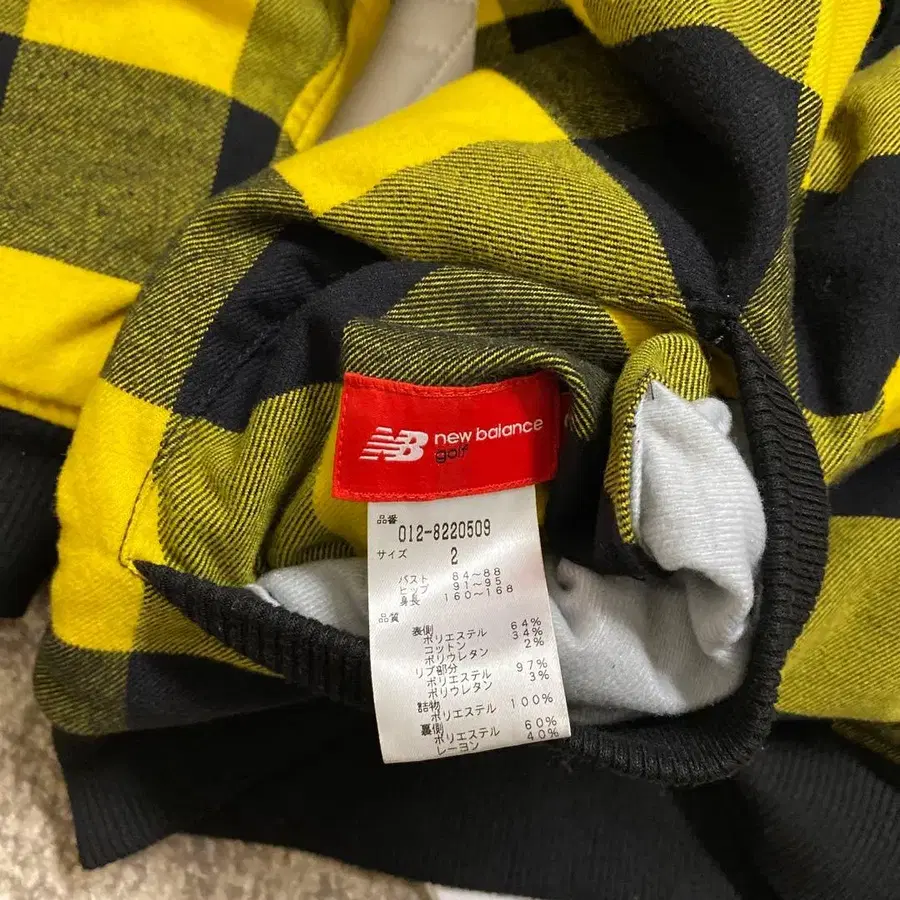 NB new balance
golf
品番
012-8220509
サイズ 2
バスト 84~88
ヒップ 91~95
身長 160~168
品質
表側
ポリエステル 64%
コットン 34%
ポリウレタン 2%
リブ部分
ポリエステル 97%
ポリウレタン 3%
詰物
ポリエステル 100%
裏側
ポリエステル 60%
レーヨン 40%